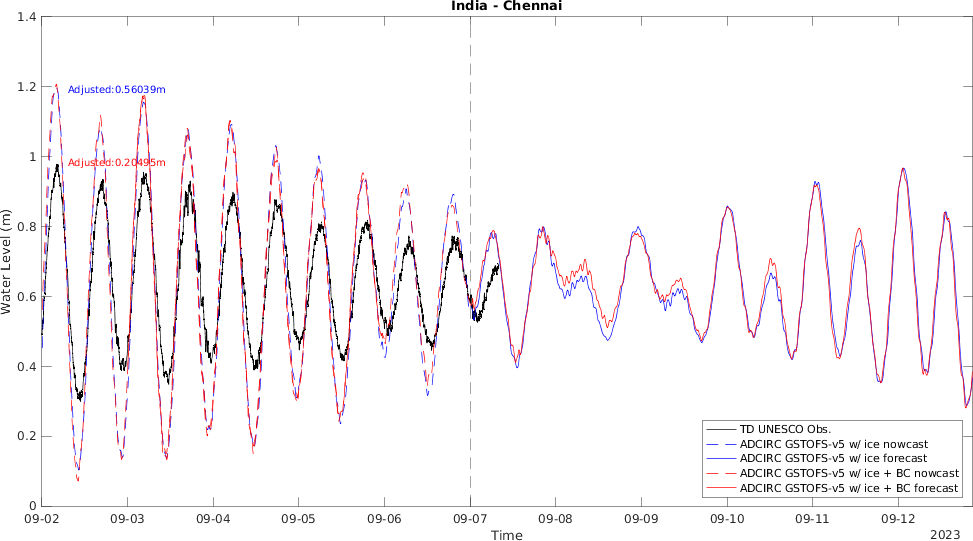 India - Chennai
1.4
1.2
1
0.8
0.6
0.4
0.2
0
Water Level (m)
Adjusted:0.56039m
Adjusted:0.20495m
TD UNESCO Obs.
ADCIRC GSTOFS-v5 w/ ice nowcast
ADCIRC GSTOFS-v5 w/ ice forecast
ADCIRC GSTOFS-v5 w/ ice + BC nowcast
ADCIRC GSTOFS-v5 w/ ice + BC forecast
09-02 09-03 09-04 09-05 09-06 09-07 09-08 09-09 09-10 09-11 09-12
Time
2023